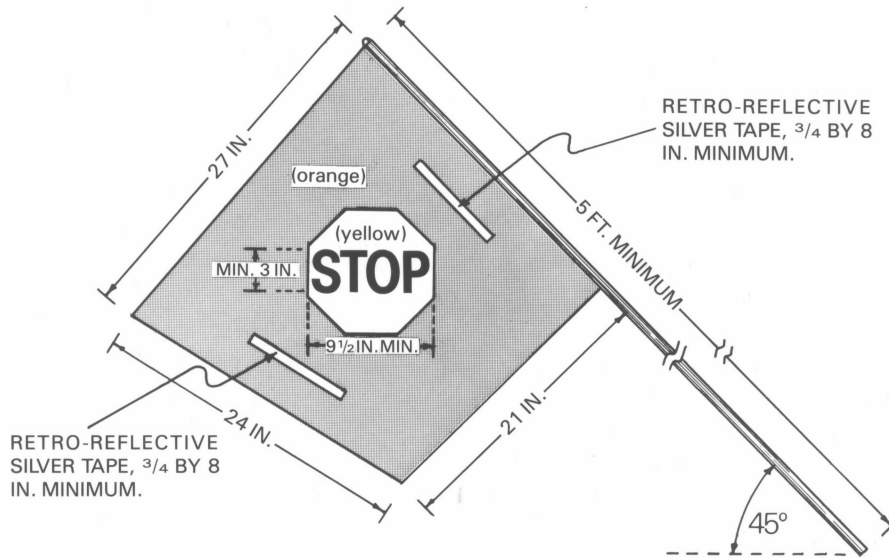 27 IN.
(orange)
RETRO-REFLECTIVE
SILVER TAPE, 3/4 BY 8
IN. MINIMUM.
5 FT. MINIMUM
(yellow)
STOP
MIN. 3 IN.
9 1/2 IN. MIN.
24 IN.
21 IN.
RETRO-REFLECTIVE
SILVER TAPE, 3/4 BY 8
IN. MINIMUM.
45°